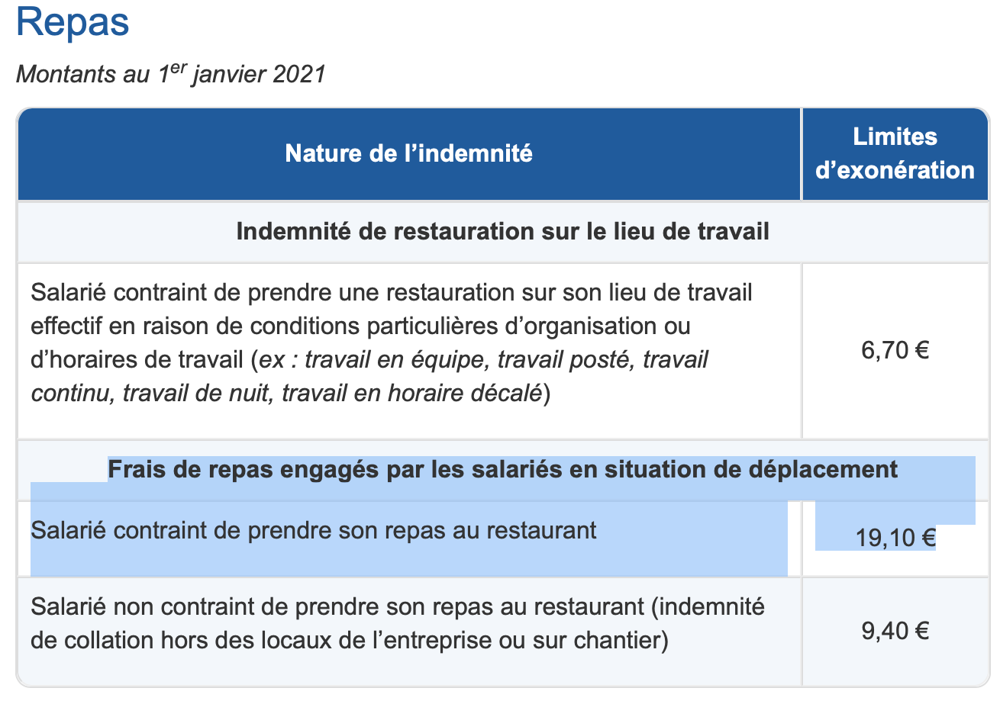 Repas
Montants au 1er janvier 2021
Nature de l’indemnité
Limites
d’exonération
Indemnité de restauration sur le lieu de travail
Salarié contraint de prendre une restauration sur son lieu de travail
effectif en raison de conditions particulières d’organisation ou
d’horaires de travail (ex : travail en équipe, travail posté, travail
continu, travail de nuit, travail en horaire décalé)
6,70 €
Frais de repas engagés par les salariés en situation de déplacement
Salarié contraint de prendre son repas au restaurant
19,10 €
Salarié non contraint de prendre son repas au restaurant (indemnité
de collation hors des locaux de l’entreprise ou sur chantier)
9,40 €